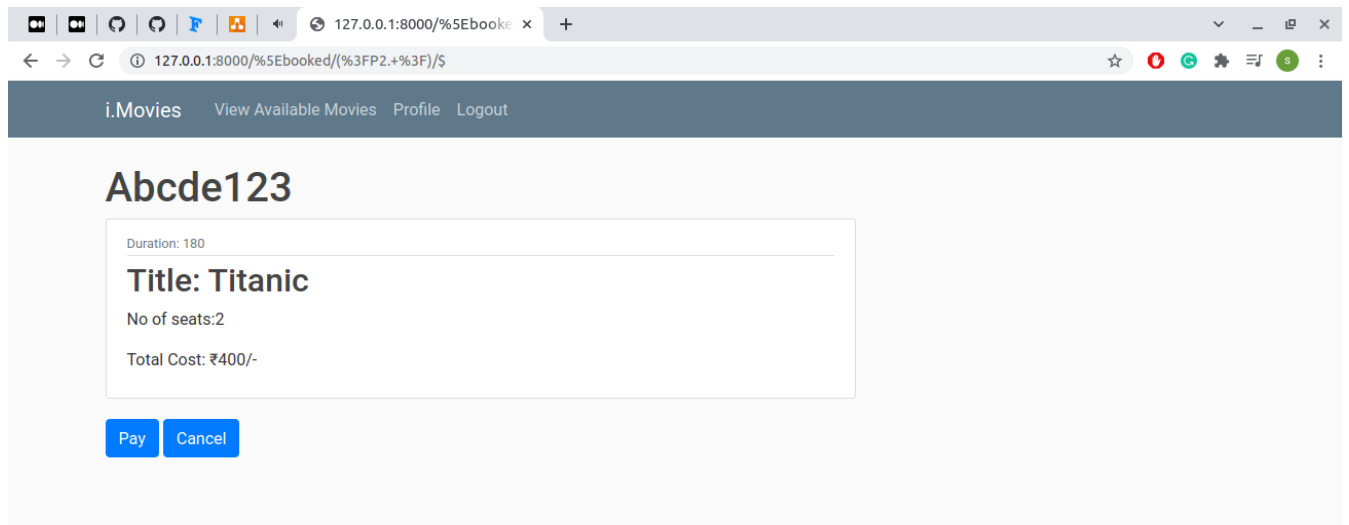 127.0.0.1:8000/%5Ebooke
127.0.0.1:8000/%5Ebooked/(%3FP2.+%3F)/$
S
i.Movies View Available Movies Profile Logout
Abcde123
Duration: 180
Title: Titanic
No of seats:2
Total Cost: ₹400/-
Pay Cancel